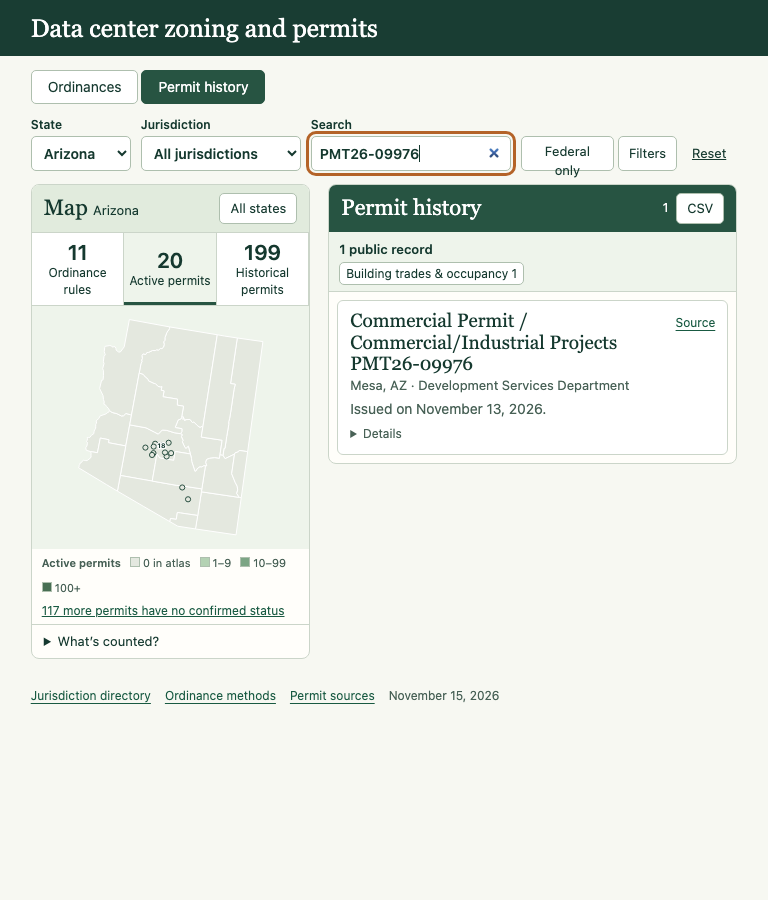 Data center zoning and permits
Ordinances
Permit history
State
Jurisdiction
Search
Arizona
All jurisdictions
PMT26-09976
Federal
only
Filters
Reset
Map Arizona
All states
11
Ordinance
rules
20
Active permits
199
Historical
permits
18
Active permits
0 in atlas
1–9
10–99
100+
117 more permits have no confirmed status
What's counted?
Permit history
1
CSV
1 public record
Building trades & occupancy 1
Commercial Permit /
Commercial/Industrial Projects
PMT26-09976
Source
Mesa, AZ · Development Services Department
Issued on November 13, 2026.
Details
Jurisdiction directory
Ordinance methods
Permit sources
November 15, 2026